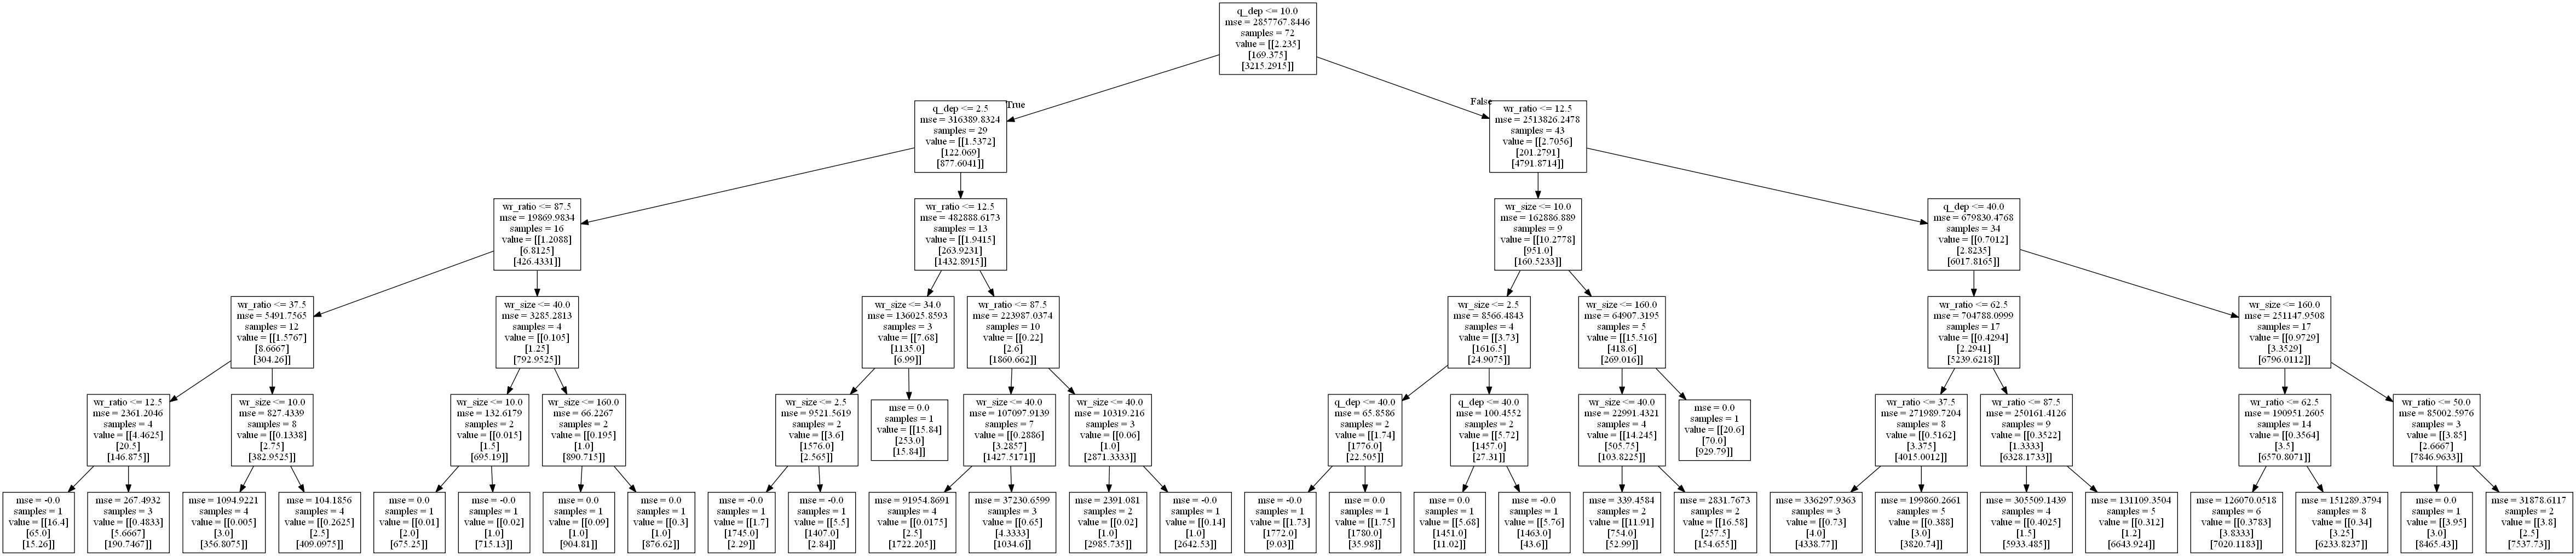 q_dep <= 10.0
mse = 2857767.8446
samples = 72
value = [[2.235]
[169.375]
[3215.2915]]
True
False
q_dep <= 2.5
mse = 316389.8324
samples = 29
value = [[1.5372]
[122.069]
[877.6041]]
wr_ratio <= 12.5
mse = 2513826.2478
samples = 43
value = [[2.7056]
[201.2791]
[4791.8714]]
wr_ratio <= 87.5
mse = 19869.9834
samples = 16
value = [[1.2088]
[6.8125]
[426.4331]]
wr_ratio <= 12.5
mse = 482888.6173
samples = 13
value = [[1.9415]
[263.9231]
[1432.8915]]
wr_size <= 10.0
mse = 162886.889
samples = 9
value = [[10.2778]
[951.0]
[160.5233]]
q_dep <= 40.0
mse = 679830.4768
samples = 34
value = [[0.7012]
[2.8235]
[6017.8165]]
wr_ratio <= 37.5
mse = 5491.7565
samples = 12
value = [[1.5767]
[8.6667]
[304.26]]
wr_size <= 40.0
mse = 3285.2813
samples = 4
value = [[0.105]
[1.25]
[792.9525]]
wr_size <= 34.0
mse = 136025.8593
samples = 3
value = [[7.68]
[1135.0]
[6.99]]
wr_ratio <= 87.5
mse = 223987.0374
samples = 10
value = [[0.22]
[2.6]
[1860.662]]
wr_size <= 2.5
mse = 8566.4843
samples = 4
value = [[3.73]
[1616.5]
[24.9075]]
wr_size <= 160.0
mse = 64907.3195
samples = 5
value = [[15.516]
[418.6]
[269.016]]
wr_ratio <= 62.5
mse = 704788.0999
samples = 17
value = [[0.4294]
[2.2941]
[5239.6218]]
wr_size <= 160.0
mse = 251147.9508
samples = 17
value = [[0.9729]
[3.3529]
[6796.0112]]
wr_ratio <= 12.5
mse = 2361.2046
samples = 4
value = [[4.4625]
[20.5]
[146.875]]
wr_size <= 10.0
mse = 827.4339
samples = 8
value = [[0.1338]
[2.75]
[382.9525]]
wr_size <= 10.0
mse = 132.6179
samples = 2
value = [[0.015]
[1.5]
[695.19]]
wr_size <= 160.0
mse = 66.2267
samples = 2
value = [[0.195]
[1.0]
[890.715]]
wr_size <= 2.5
mse = 9521.5619
samples = 2
value = [[3.6]
[1576.0]
[2.565]]
mse = 0.0
samples = 1
value = [[15.84]
[253.0]
[15.84]]
wr_size <= 40.0
mse = 107097.9139
samples = 7
value = [[0.2886]
[3.2857]
[1427.5171]]
wr_size <= 40.0
mse = 10319.216
samples = 3
value = [[0.06]
[1.0]
[2871.3333]]
q_dep <= 40.0
mse = 65.8586
samples = 2
value = [[1.74]
[1776.0]
[22.505]]
q_dep <= 40.0
mse = 100.4552
samples = 2
value = [[5.72]
[1457.0]
[27.31]]
wr_size <= 40.0
mse = 22991.4321
samples = 4
value = [[14.245]
[505.75]
[103.8225]]
mse = 0.0
samples = 1
value = [[20.6]
[70.0]
[929.79]]
wr_ratio <= 37.5
mse = 271989.7204
samples = 8
value = [[0.5162]
[3.375]
[4015.0012]]
wr_ratio <= 87.5
mse = 250161.4126
samples = 9
value = [[0.3522]
[1.3333]
[6328.1733]]
wr_ratio <= 62.5
mse = 190951.2605
samples = 14
value = [[0.3564]
[3.5]
[6570.8071]]
wr_ratio <= 50.0
mse = 85002.5976
samples = 3
value = [[3.85]
[2.6667]
[7846.9633]]
mse = -0.0
samples = 1
value = [[16.4]
[65.0]
[15.26]]
mse = 267.4932
samples = 3
value = [[0.4833]
[5.6667]
[190.7467]]
mse = 1094.9221
samples = 4
value = [[0.005]
[3.0]
[356.8075]]
mse = 104.1856
samples = 4
value = [[0.2625]
[2.5]
[409.0975]]
mse = 0.0
samples = 1
value = [[0.01]
[2.0]
[675.25]]
mse = -0.0
samples = 1
value = [[0.02]
[1.0]
[715.13]]
mse = 0.0
samples = 1
value = [[0.09]
[1.0]
[904.81]]
mse = 0.0
samples = 1
value = [[0.3]
[1.0]
[876.62]]
mse = -0.0
samples = 1
value = [[1.7]
[1745.0]
[2.29]]
mse = -0.0
samples = 1
value = [[5.5]
[1407.0]
[2.84]]
mse = 91954.8691
samples = 4
value = [[0.0175]
[2.5]
[1722.205]]
mse = 37230.6599
samples = 3
value = [[0.65]
[4.3333]
[1034.6]]
mse = 2391.081
samples = 2
value = [[0.02]
[1.0]
[2985.735]]
mse = -0.0
samples = 1
value = [[0.14]
[1.0]
[2642.53]]
mse = -0.0
samples = 1
value = [[1.73]
[1772.0]
[9.03]]
mse = 0.0
samples = 1
value = [[1.75]
[1780.0]
[35.98]]
mse = 0.0
samples = 1
value = [[5.68]
[1451.0]
[11.02]]
mse = -0.0
samples = 1
value = [[5.76]
[1463.0]
[43.6]]
mse = 339.4584
samples = 2
value = [[11.91]
[754.0]
[52.99]]
mse = 2831.7673
samples = 2
value = [[16.58]
[257.5]
[154.655]]
mse = 336297.9363
samples = 3
value = [[0.73]
[4.0]
[4338.77]]
mse = 199860.2661
samples = 5
value = [[0.388]
[3.0]
[3820.74]]
mse = 305509.1439
samples = 4
value = [[0.4025]
[1.5]
[5933.485]]
mse = 131109.3504
samples = 5
value = [[0.312]
[1.2]
[6643.924]]
mse = 126070.0518
samples = 6
value = [[0.3783]
[3.8333]
[7020.1183]]
mse = 151289.3794
samples = 8
value = [[0.34]
[3.25]
[6233.8237]]
mse = 0.0
samples = 1
value = [[3.95]
[3.0]
[8465.43]]
mse = 31878.6117
samples = 2
value = [[3.8]
[2.5]
[7537.73]]